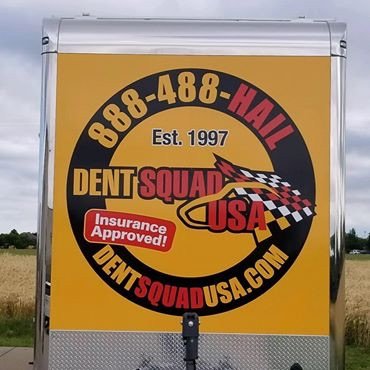 888-488-HAIL
Est. 1997
DENT SQUAD
USA
Insurance
Approved!
DENTSQUADUSA.COM